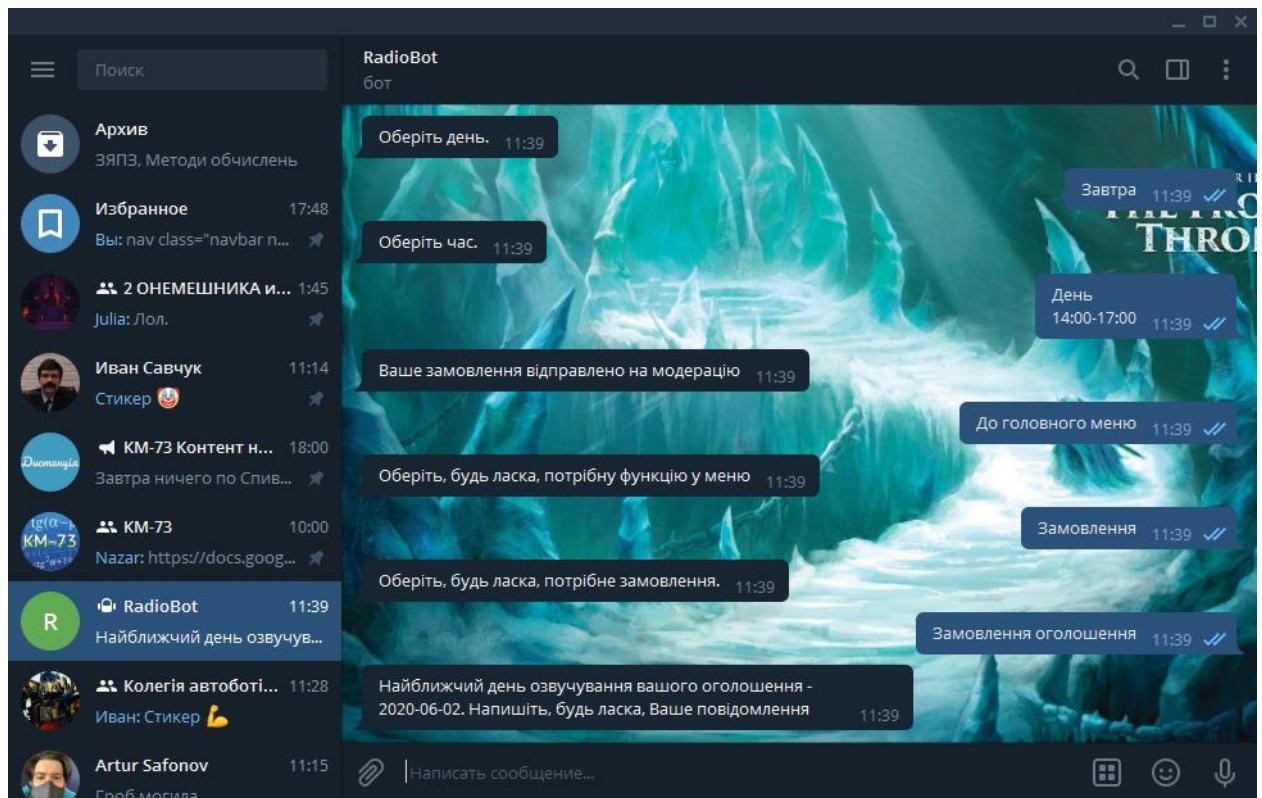 Поиск
Архив
ЗЯПЗ, Методи обчислень
Избранное 17:48
Вы: nav class="navbar n...
2 ОНЕМЕШНИКА и... 1:45
Julia: Лол.
Иван Савчук 11:14
Стикер
Дистанція
КМ-73 Контент н... 18:00
Завтра ничего по Спив...
КМ-73
КМ-73 10:00
Nazar: https://docs.goog...
R
RadioBot 11:39
Найближчий день озвучув...
Колегія автоботі... 11:28
Иван: Стикер
Artur Safonov 11:15
Гроб могила
RadioBot
бот
Оберіть день. 11:39
Завтра 11:39
THRO
Оберіть час. 11:39
День
14:00-17:00 11:39
Ваше замовлення відправлено на модерацію 11:39
До головного меню 11:39
Оберіть, будь ласка, потрібну функцію у меню 11:39
Замовлення 11:39
Оберіть, будь ласка, потрібне замовлення. 11:39
Замовлення оголошення 11:39
Найближчий день озвучування вашого оголошення -
2020-06-02. Напишіть, будь ласка, Ваше повідомлення 11:39
Написать сообщение...